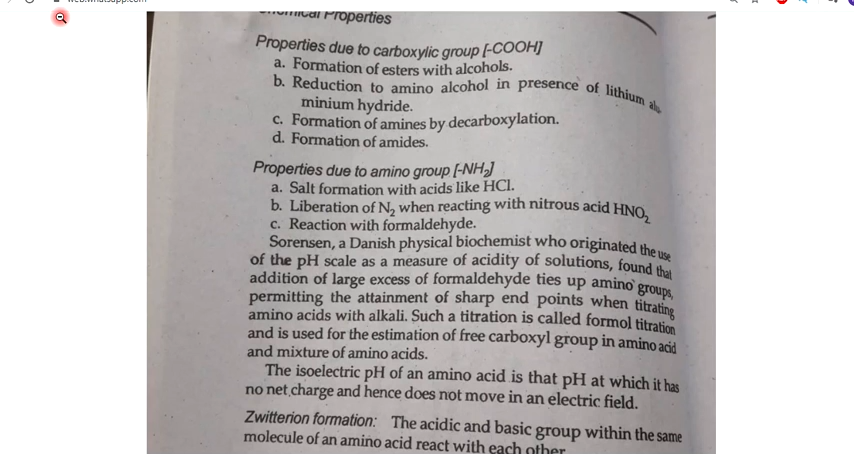 web.whatsapp.com
Chemical Properties
Properties due to carboxylic group [-COOH]
a. Formation of esters with alcohols.
b. Reduction to amino alcohol in presence of lithium alu-
minium hydride.
c. Formation of amines by decarboxylation.
d. Formation of amides.
Properties due to amino group [-NH₂]
a. Salt formation with acids like HCl.
b. Liberation of N₂ when reacting with nitrous acid HNO₂
c. Reaction with formaldehyde.
Sorensen, a Danish physical biochemist who originated the use
of the pH scale as a measure of acidity of solutions, found that
addition of large excess of formaldehyde ties up amino groups,
permitting the attainment of sharp end points when titrating
amino acids with alkali. Such a titration is called formol titration
and is used for the estimation of free carboxyl group in amino acid
and mixture of amino acids.
The isoelectric pH of an amino acid is that pH at which it has
no net charge and hence does not move in an electric field.
Zwitterion formation: The acidic and basic group within the same
molecule of an amino acid react with each other